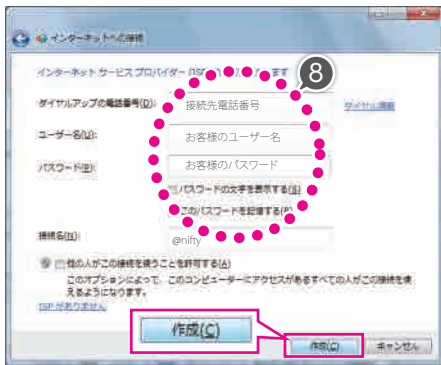 インターネットへの接続
インターネット サービス プロバイダー (ISP) ます
8
ダイヤルアップの電話番号(D):
接続先電話番号
ダイヤル情報
ユーザー名(U):
お客様のユーザー名
パスワード(P):
お客様のパスワード
パスワードの文字を表示する(S)
このパスワードを記憶する(R)
接続名(N):
@nifty
他の人がこの接続を使うことを許可する(A)
このオプションによって、このコンピューターにアクセスがあるすべての人がこの接続を使
えるようになります。
ISP がありません
作成(C)
作成(C)
キャンセル